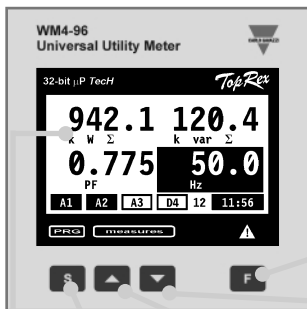 WM4-96
Universal Utility Meter
32-bit µP TecH TopRex
942.1 120.4
k W Σ k var Σ
0.775 50.0
PF Hz
A1 A2 A3 D4 12 11:56
PRG measures
S F